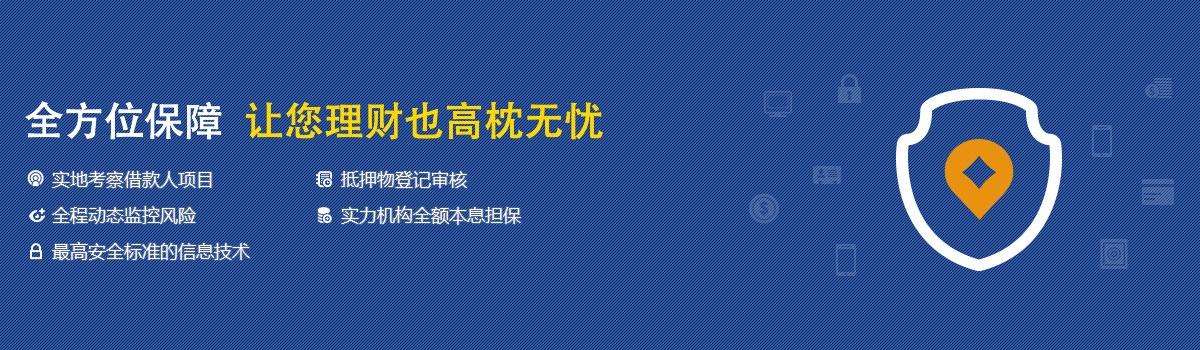 全方位保障 让您理财也高枕无忧
实地考察借款人项目 抵押物登记审核
全程动态监控风险 实力机构全额本息担保
最高安全标准的信息技术